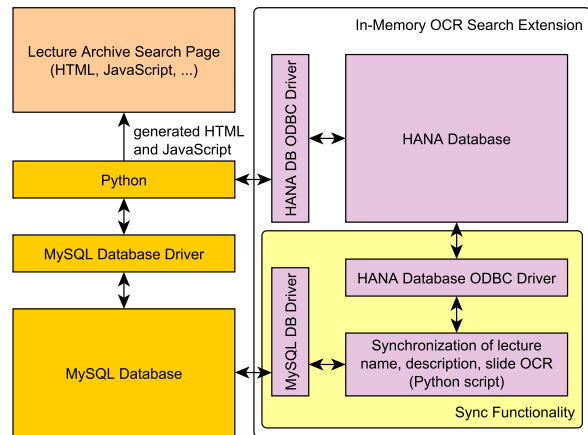 Lecture Archive Search Page
(HTML, JavaScript, ...)
generated HTML
and JavaScript
Python
MySQL Database Driver
MySQL Database
In-Memory OCR Search Extension
HANA DB ODBC Driver
HANA Database
HANA Database ODBC Driver
MySQL DB Driver
Synchronization of lecture
name, description, slide OCR
(Python script)
Sync Functionality